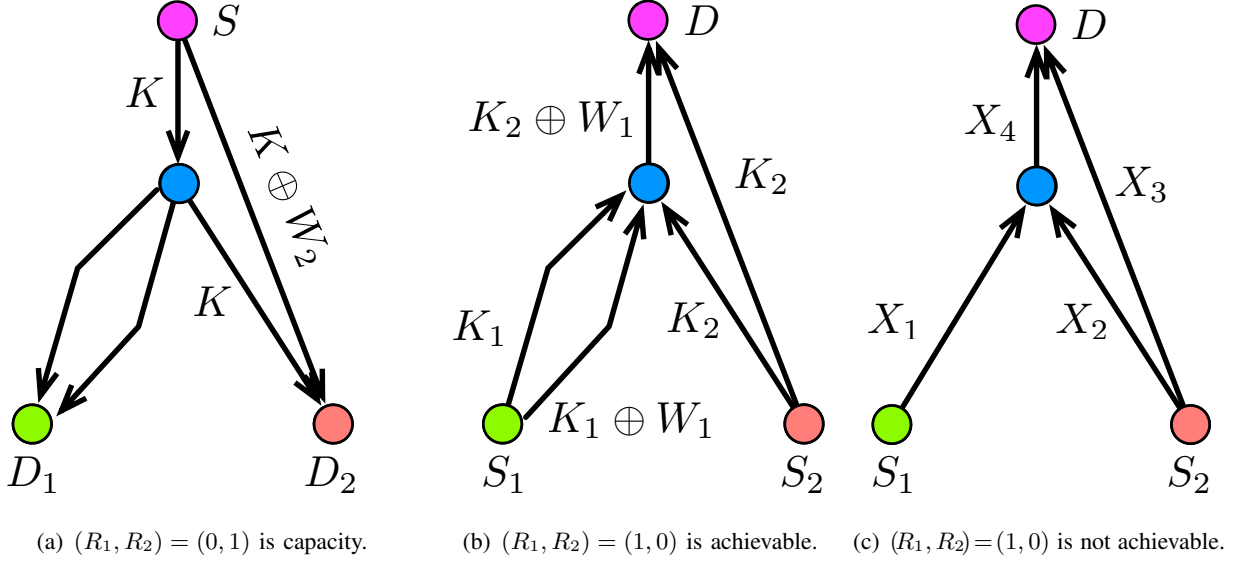 S
K
K ⊕ W₂
K
D₁
D₂
(a) (R₁, R₂) = (0, 1) is capacity.
D
K₂ ⊕ W₁
K₂
K₁
K₂
K₁ ⊕ W₁
S₁
S₂
(b) (R₁, R₂) = (1, 0) is achievable.
D
X₄
X₃
X₁
X₂
S₁
S₂
(c) (R₁, R₂)=(1, 0) is not achievable.